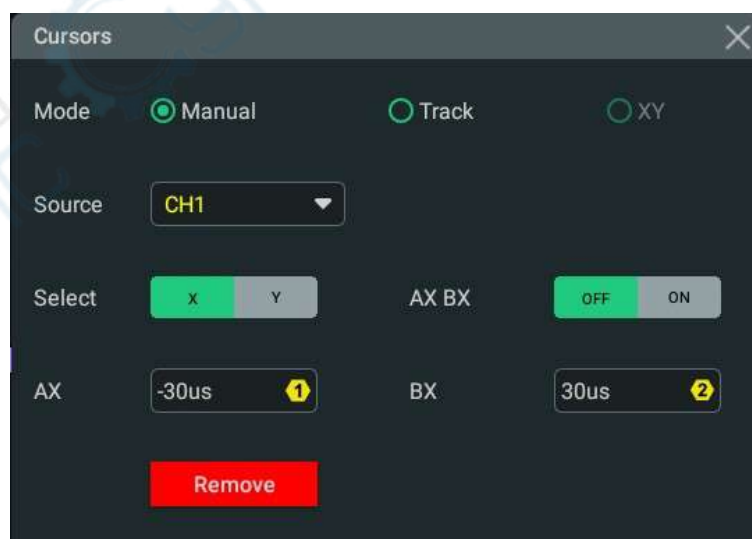 Cursors
Mode Manual Track XY
Source CH1
Select X Y AX BX OFF ON
AX -30us 1 BX 30us 2
Remove